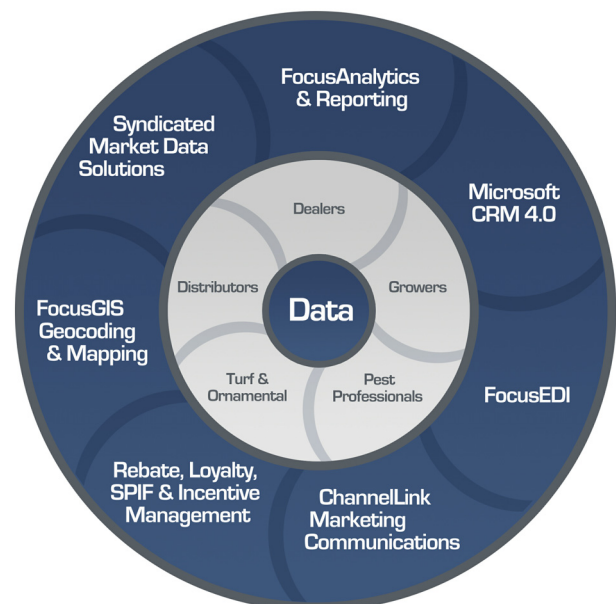 FocusAnalytics
& Reporting
Syndicated
Market Data
Solutions
Microsoft
CRM 4.0
Dealers
Distributors
Data
Growers
FocusGIS
Geocoding
& Mapping
Turf &
Ornamental
Pest
Professionals
FocusEDI
Rebate, Loyalty,
SPIF & Incentive
Management
ChannelLink
Marketing
Communications